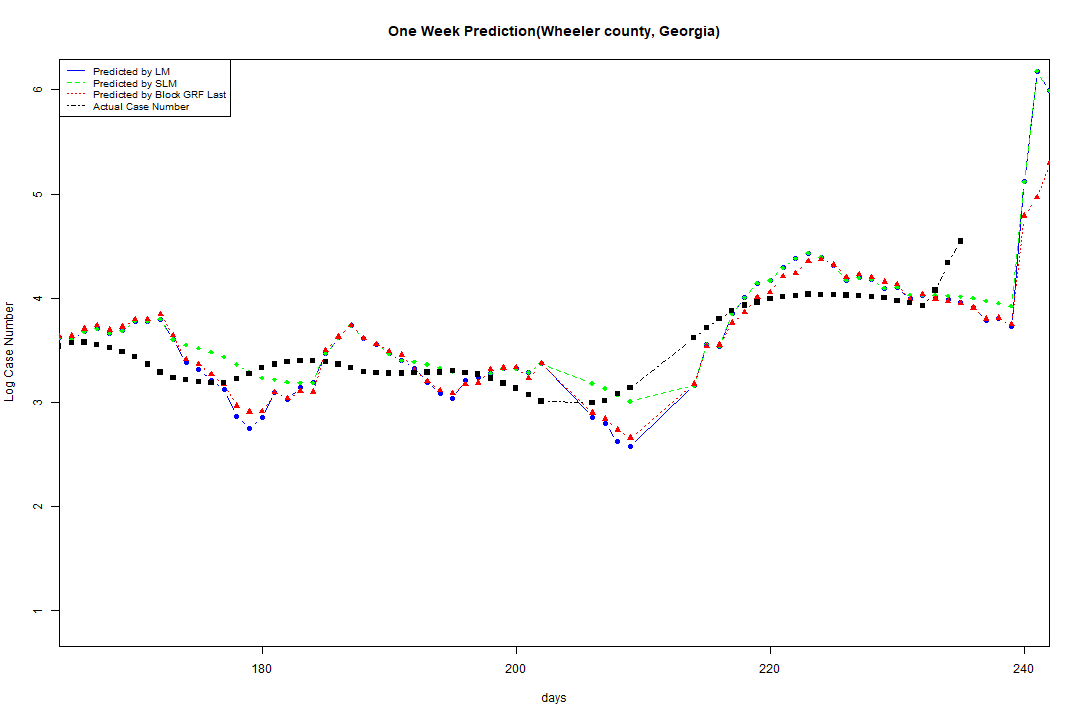 One Week Prediction(Wheeler county, Georgia)
Predicted by LM
Predicted by SLM
Predicted by Block GRF Last
Actual Case Number
6
5
4
3
2
1
Log Case Number
180 200 220 240
days